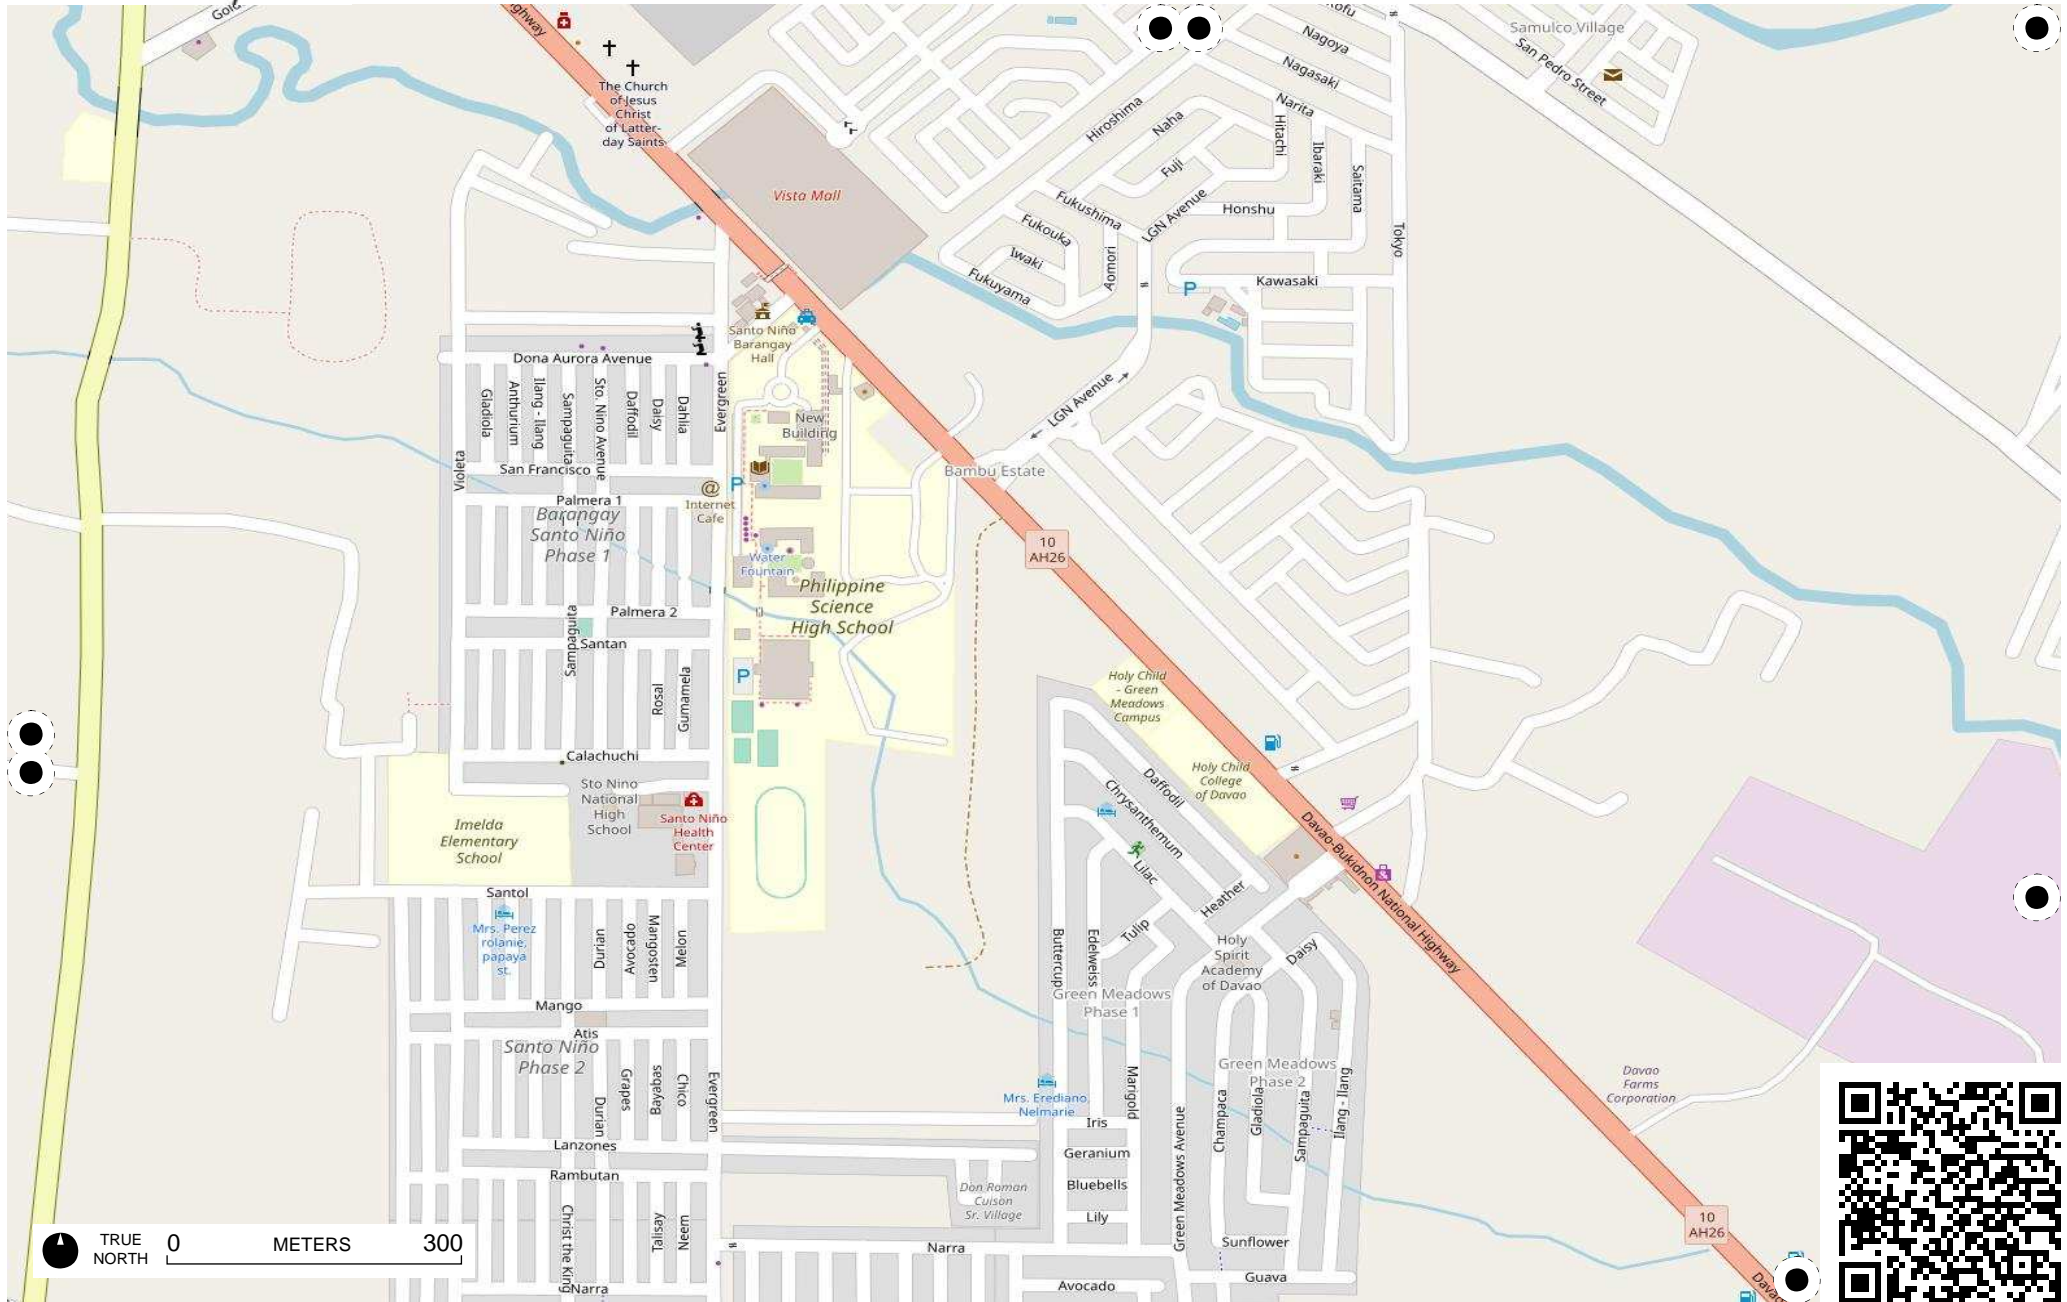 Gold
Highway
The Church
of Jesus
Christ
of Latter-
day Saints
Vista Mall
Samulco Village
San Pedro Street
Nagoya
Nagasaki
Narita
Hiroshima
Naha
Fuji
Hitachi
Ibaraki
Saitama
Tokyo
Fukushima
LGN Avenue
Honshu
Fukouka
Iwaki
Aomori
Fukuyama
Kawasaki
P
Santo Niño
Barangay
Hall
Dona Aurora Avenue
Gladiola
Anthurium
Ilang - Ilang
Sampaguita
Sto. Nino Avenue
Daffodil
Daisy
Dahlia
Evergreen
New
Building
LGN Avenue
Violeta
San Francisco
Bambu Estate
Palmera 1
@
Internet
Cafe
P
Barangay
Santo Niño
Phase 1
10
AH26
Water
Fountain
Philippine
Science
High School
Palmera 2
Sampaguita
Santan
Rosal
Gumamela
P
Holy Child
- Green
Meadows
Campus
Calachuchi
Sto Nino
National
High
School
Santo Niño
Health
Center
Holy Child
College
of Davao
Daffodil
Chrysanthemum
Lilac
Imelda
Elementary
School
Davao-Bukidnon National Highway
Santol
Heather
Tulip
Mrs. Perez
rolanie,
papaya
st.
Durian
Avocado
Mangosten
Melon
Buttercup
Edelweiss
Holy
Spirit
Academy
of Davao
Daisy
Green Meadows
Phase 1
Mango
Atis
Santo Niño
Phase 2
Grapes
Bayabas
Chico
Durian
Evergreen
Mrs. Erediano,
Nelmarie
Marigold
Green Meadows
Phase 2
Champaca
Gladiola
Sampaguita
Ilang - Ilang
Green Meadows Avenue
Davao
Farms
Corporation
Iris
Lanzones
Geranium
Rambutan
Bluebells
Don Roman
Cuison
Sr. Village
Christ the King
Talisay
Neem
Lily
10
AH26
Sunflower
Narra
Guava
Avocado
Narra
Davao
TRUE
NORTH
0
METERS
300